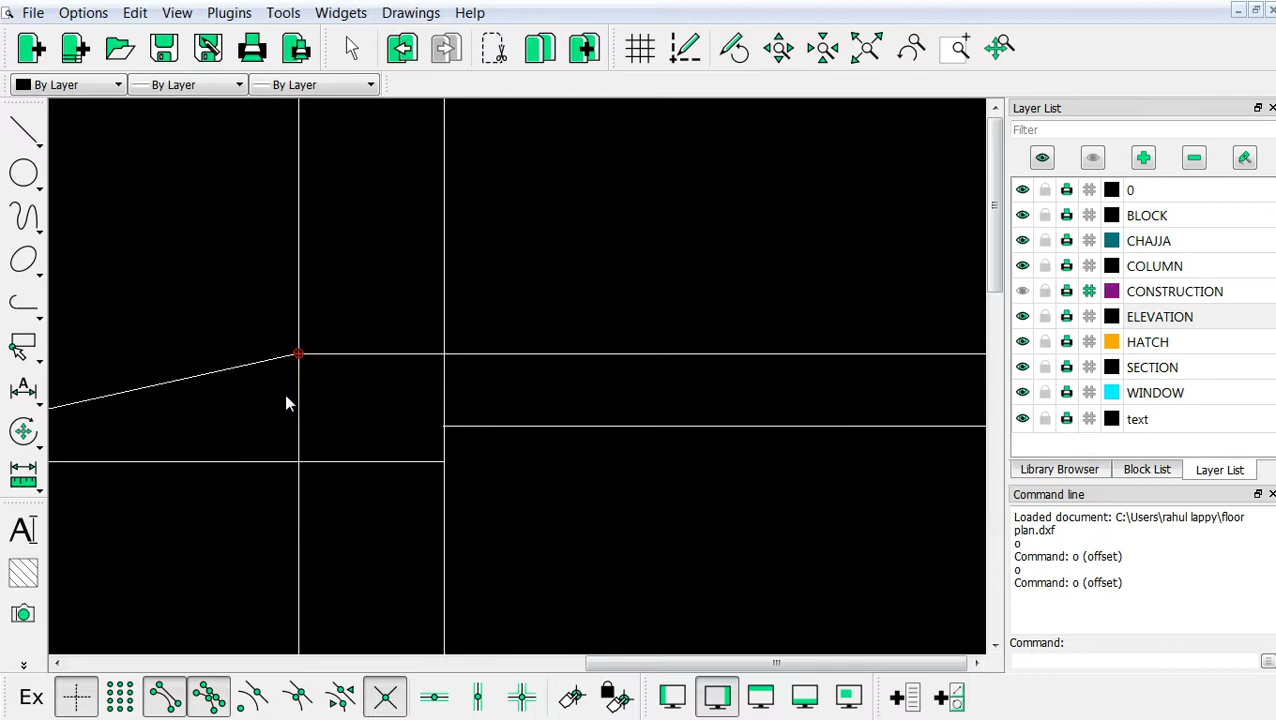 File Options Edit View Plugins Tools Widgets Drawings Help
By Layer By Layer By Layer
Layer List
Filter
0
BLOCK
CHAJJA
COLUMN
CONSTRUCTION
ELEVATION
HATCH
SECTION
WINDOW
text
Library Browser Block List Layer List
Command line
Loaded document: C:\Users\rahul lappy\floor
plan.dxf
o
Command: o (offset)
o
Command: o (offset)
Command:
A
A
Ex